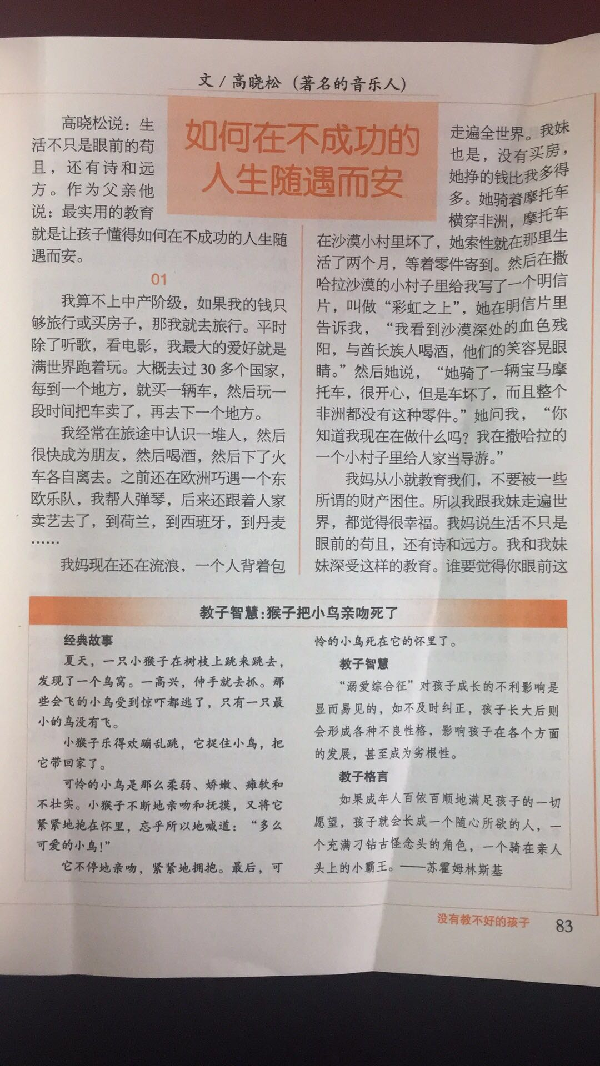 文/高晓松（著名的音乐人）
如何在不成功的
人生随遇而安
高晓松说：生
活不只是眼前的苟
且，还有诗和远
方。作为父亲他
说：最实用的教育
就是让孩子懂得如何在不成功的人生随
遇而安。
01
我算不上中产阶级，如果我的钱只
够旅行或买房子，那我就去旅行。平时
除了听歌，看电影，我最大的爱好就是
满世界跑着玩。大概去过30多个国家，
每到一个地方，就买一辆车，然后玩一
段时间把车卖了，再去下一个地方。
我经常在旅途中认识一堆人，然后
很快成为朋友，然后喝酒，然后下了火
车各自离去。之前还在欧洲巧遇一个东
欧乐队，我帮人弹琴，后来还跟着人家
卖艺去了，到荷兰，到西班牙，到丹麦
……
我妈现在还在流浪，一个人背着包
走遍全世界。我妹
也是，没有买房，
她挣的钱比我多得
多。她骑着摩托车
横穿非洲，摩托车
在沙漠小村里坏了，她索性就在那里生
活了两个月，等着零件寄到。然后在撒
哈拉沙漠的小村子里给我写了一个明信
片，叫做“彩虹之上”，她在明信片里
告诉我，“我看到沙漠深处的血色残
阳，与酋长族人喝酒，他们的笑容晃眼
睛。”然后她说，“她骑了一辆宝马摩
托车，很开心，但是车坏了，而且整个
非洲都没有这种零件。”她问我，“你
知道我现在在做什么吗？我在撒哈拉的
一个小村子里给人家当导游。”
我妈从小就教育我们，不要被一些
所谓的财产困住。所以我跟我妹走遍世
界，都觉得很幸福。我妈说生活不只是
眼前的苟且，还有诗和远方。我和我妹
妹深受这样的教育。谁要觉得你眼前这
教子智慧：猴子把小鸟亲吻死了
经典故事
夏天，一只小猴子在树枝上跳来跳去，
发现了一个鸟窝。一高兴，伸手就去抓。那
些会飞的小鸟受到惊吓都逃了，只有一只最
小的鸟没有飞。
小猴子乐得欢蹦乱跳，它捉住小鸟，把
它带回家了。
可怜的小鸟是那么柔弱、娇嫩、瘫软和
不壮实。小猴子不断地亲吻和抚摸，又将它
紧紧地抱在怀里，忘乎所以地喊道：“多么
可爱的小鸟！”
它不停地亲吻，紧紧地拥抱。最后，可
怜的小鸟死在它的怀里了。
教子智慧
“溺爱综合征”对孩子成长的不利影响是
显而易见的，如不及时纠正，孩子长大后则
会形成各种不良性格，影响孩子在各个方面
的发展，甚至成为劣根性。
教子格言
如果成年人百依百顺地满足孩子的一切
愿望，孩子就会长成一个随心所欲的人，一
个充满刁钻古怪念头的角色，一个骑在亲人
头上的小霸王。——苏霍姆林斯基
没有教不好的孩子
83